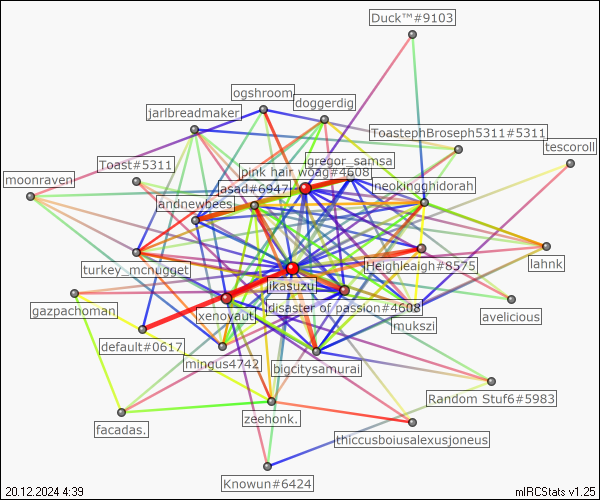 Duck™#9103
ogshroom
doggerdig
jarlbreadmaker
ToastephBroseph5311#5311
tescoroll
gregor_samsa
Toast#5311
pink hair woag#4608
moonraven
asad#6947
neokingghidorah
andnewbees
turkey_mcnugget
Heighleaigh#8575
lahnk
ikasuzu
gazpachoman
xenoyaut
disaster of passion#4608
avelicious
mukszi
default#0617
mingus4742
bigcitysamurai
Random Stuf6#5983
zeehonk.
facadas.
thiccusboiusalexusjoneus
Knowun#6424
20.12.2024 4:39
mIRCStats v1.25